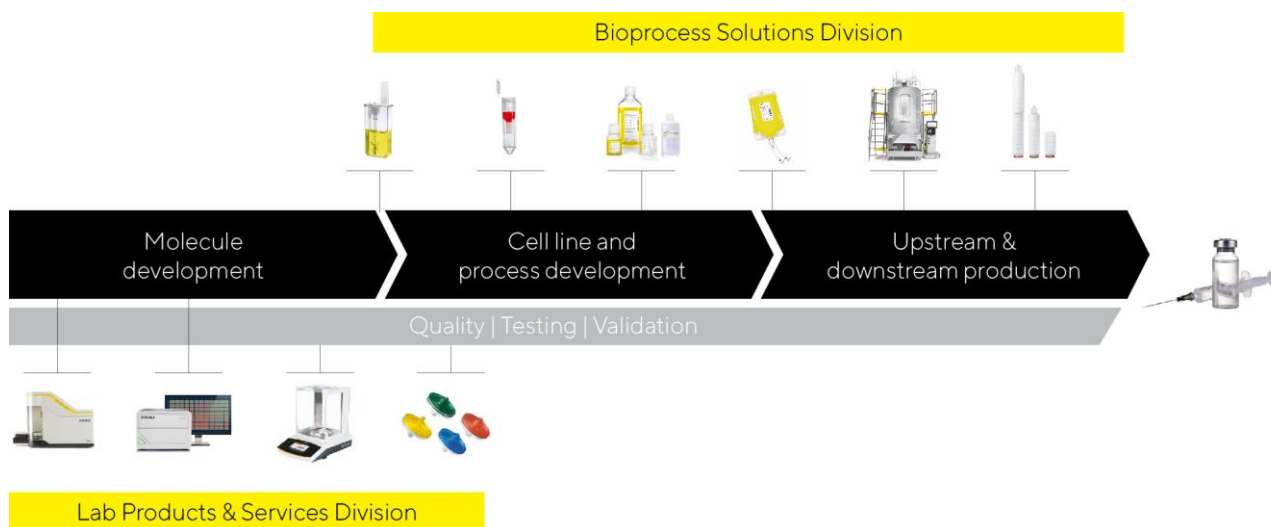 Bioprocess Solutions Division
Molecule
development
Cell line and
process development
Upstream &
downstream production
Quality | Testing | Validation
Lab Products & Services Division